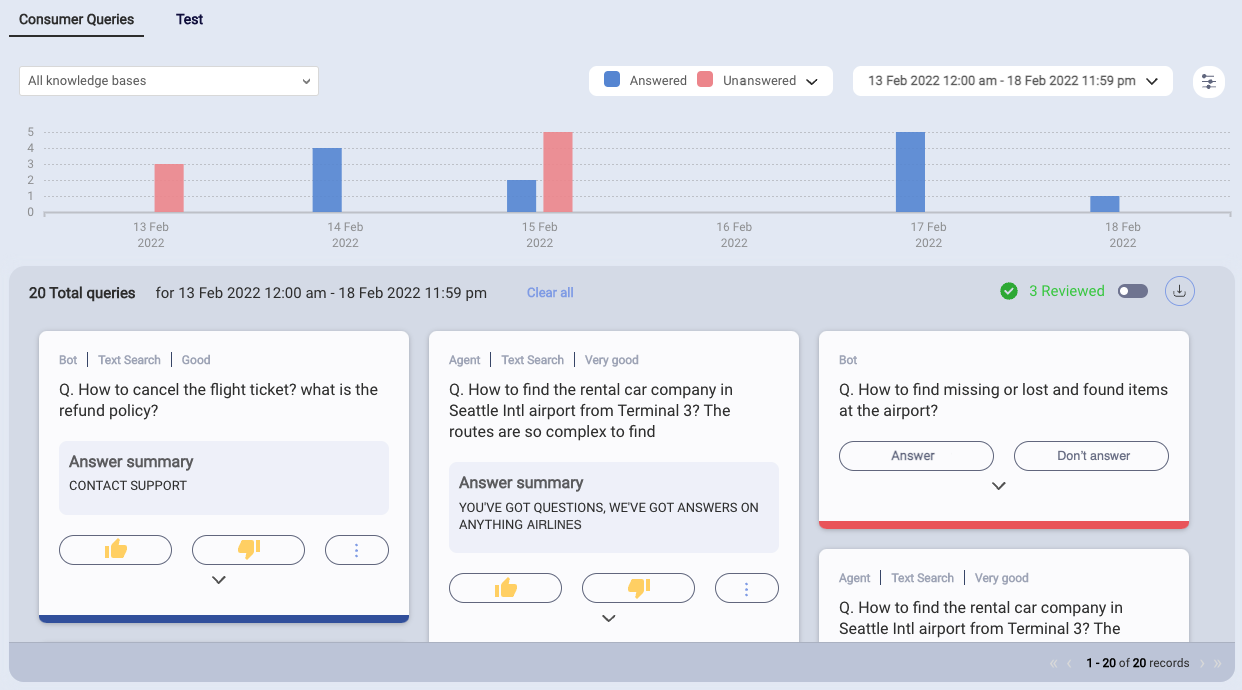 Consumer Queries Test
All knowledge bases
Answered Unanswered
13 Feb 2022 12:00 am - 18 Feb 2022 11:59 pm
5
4
3
2
1
0
13 Feb 2022
14 Feb 2022
15 Feb 2022
16 Feb 2022
17 Feb 2022
18 Feb 2022
20 Total queries for 13 Feb 2022 12:00 am - 18 Feb 2022 11:59 pm Clear all
3 Reviewed
Bot | Text Search | Good
Q. How to cancel the flight ticket? what is the
refund policy?
Answer summary
CONTACT SUPPORT
Agent | Text Search | Very good
Q. How to find the rental car company in
Seattle Intl airport from Terminal 3? The
routes are so complex to find
Answer summary
YOU'VE GOT QUESTIONS, WE'VE GOT ANSWERS ON
ANYTHING AIRLINES
Bot
Q. How to find missing or lost and found items
at the airport?
Answer Don't answer
Agent | Text Search | Very good
Q. How to find the rental car company in
Seattle Intl airport from Terminal 3? The
1 - 20 of 20 records